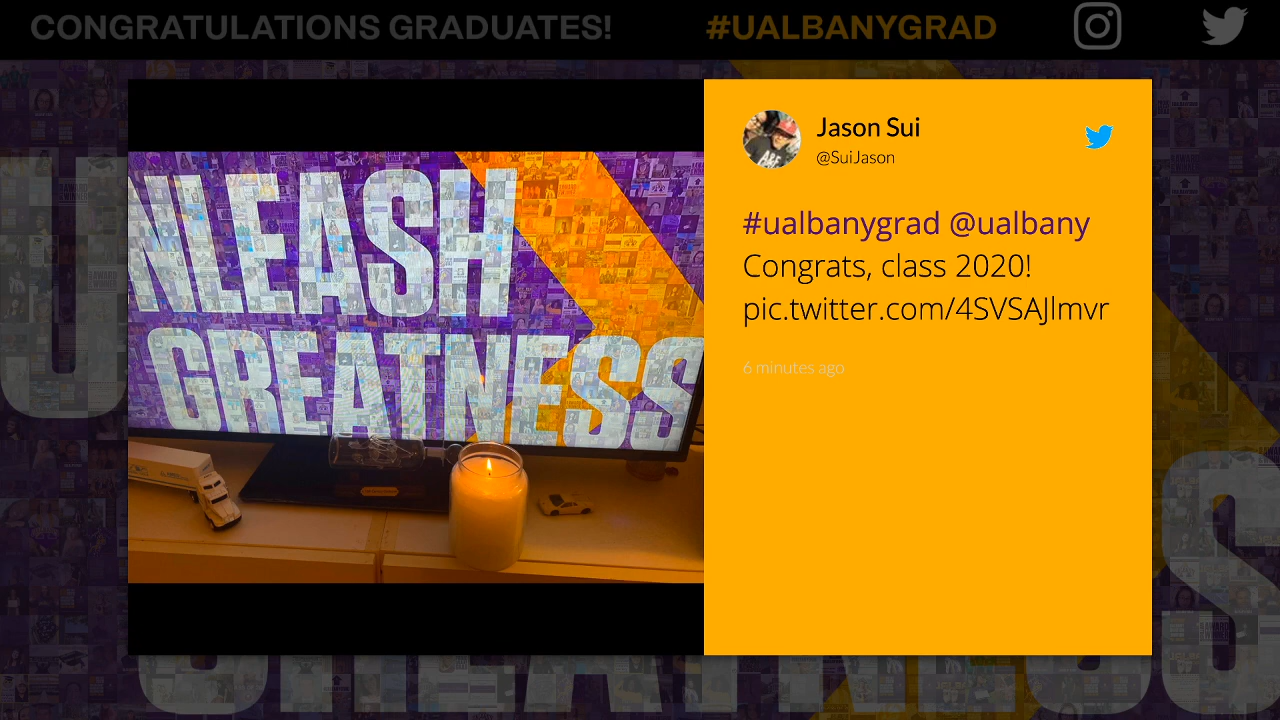 CONGRATULATIONS GRADUATES!
#UALBANYGRAD
NLEASH
GREATNESS
Jason Sui
@SuiJason
#ualbanygrad @ualbany
Congrats, class 2020!
pic.twitter.com/4SVSAJlmvr
6 minutes ago